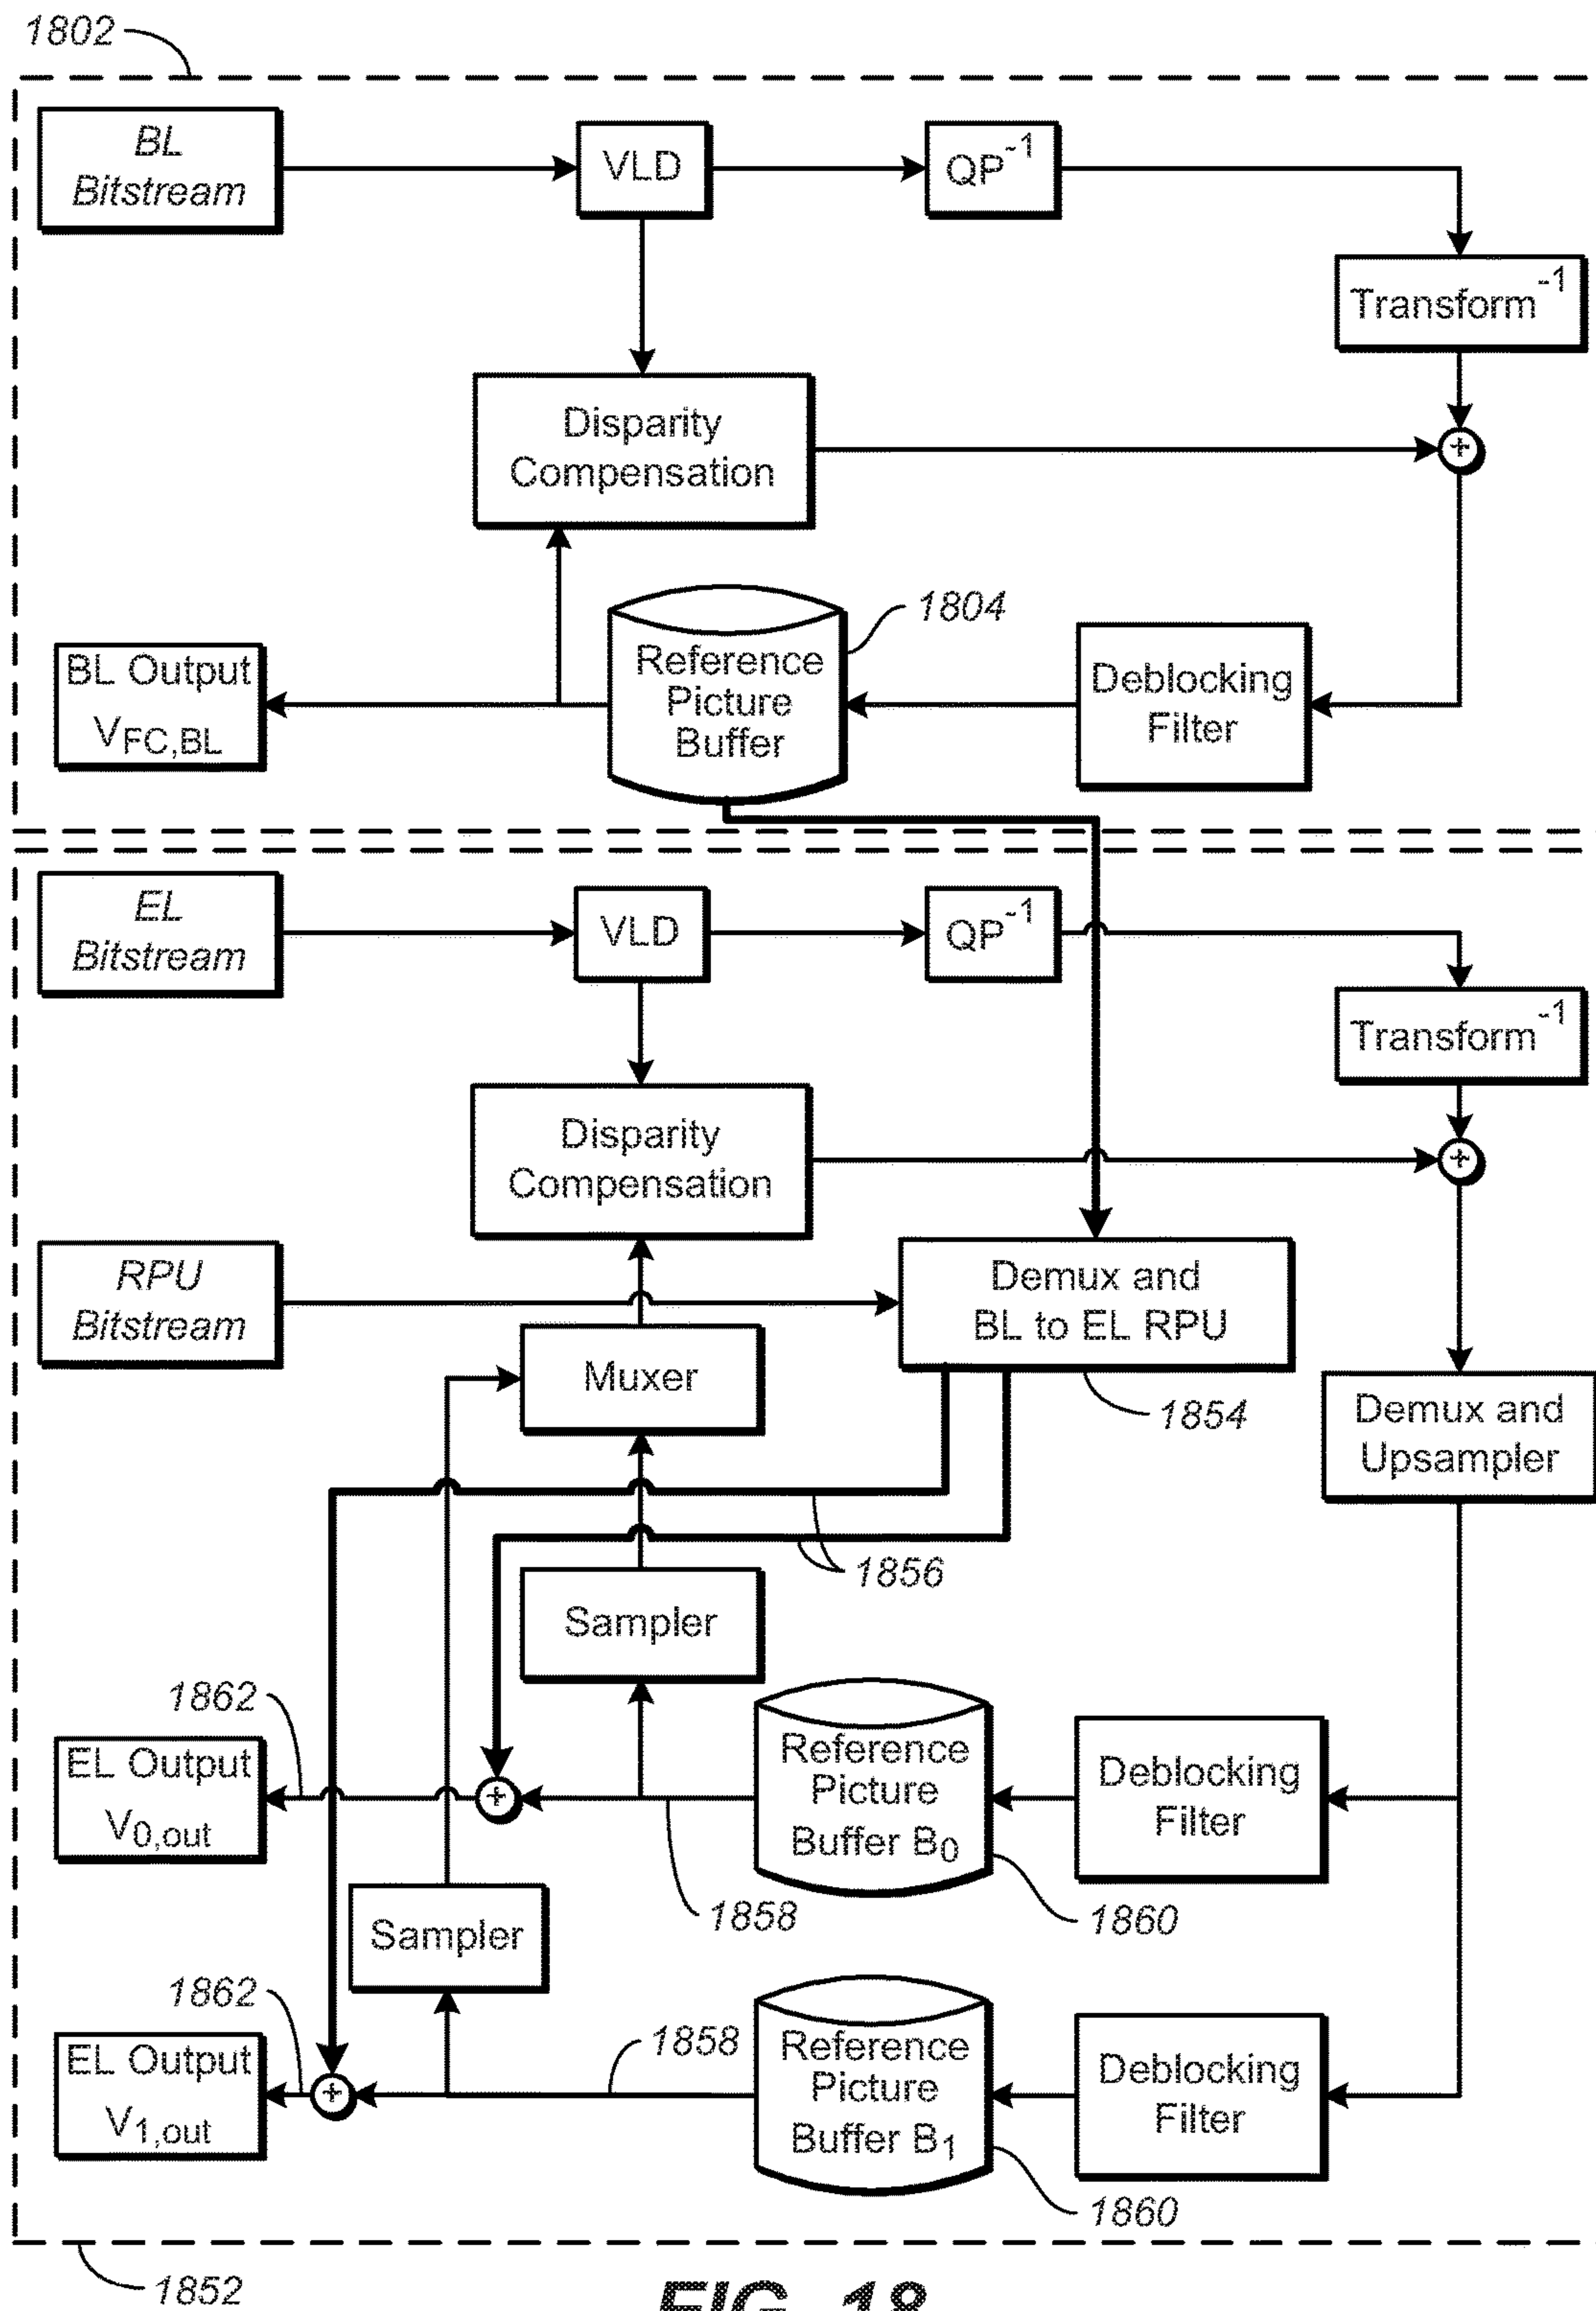 1802
BL
Bitstream
VLD
QP-1
Transform-1
Disparity
Compensation
+
1804
Reference
Picture
Buffer
Deblocking
Filter
BL Output
VFC,BL
EL
Bitstream
VLD
QP-1
Transform-1
Disparity
Compensation
+
RPU
Bitstream
Demux and
BL to EL RPU
Muxer
1854
Demux and
Upsampler
1856
Sampler
1862
EL Output
V0,out
+
Reference
Picture
Buffer B0
Deblocking
Filter
1858
1860
Sampler
1862
EL Output
V1,out
+
1858
Reference
Picture
Buffer B1
Deblocking
Filter
1860
1852
FIG. 18